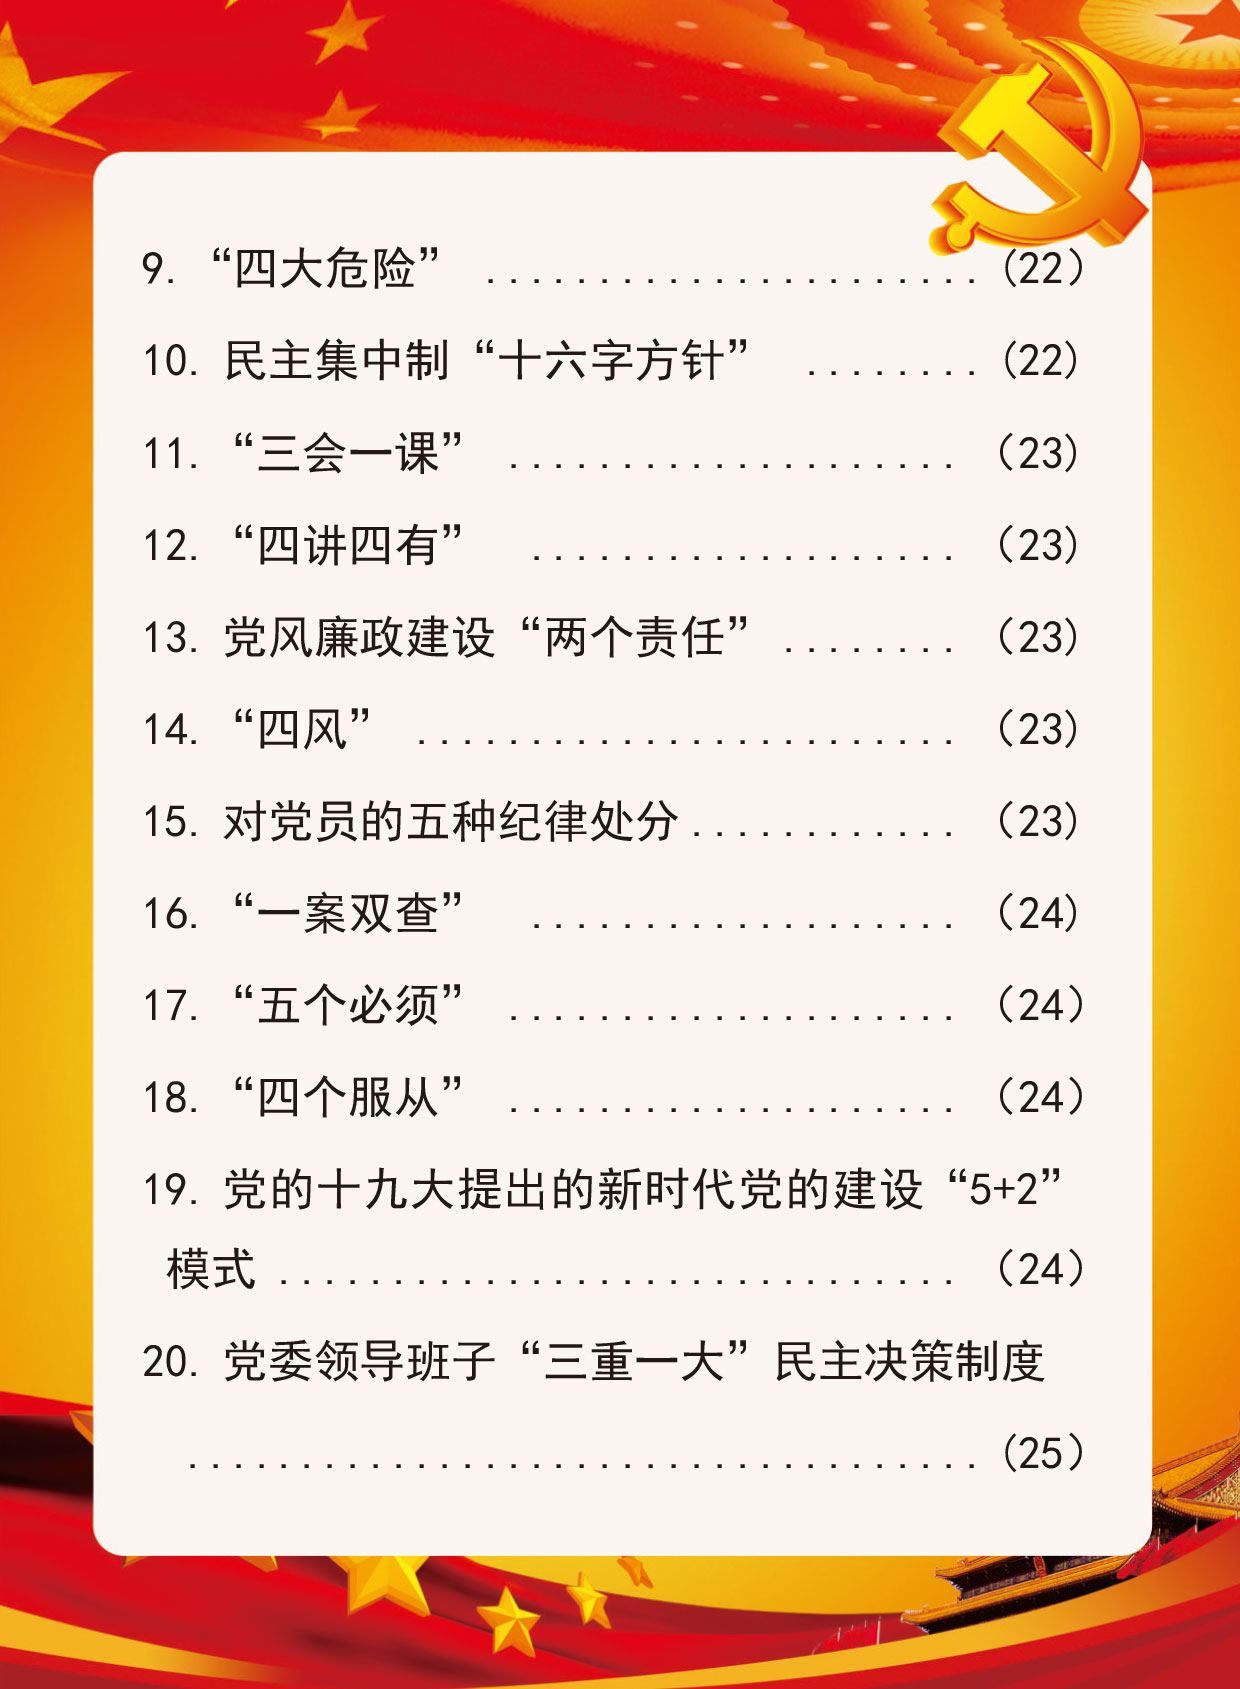 9. “四大危险” ......................(22）
10. 民主集中制“十六字方针” ........(22)
11. “三会一课” ....................（23)
12. “四讲四有” ...................（23)
13. 党风廉政建设“两个责任” ........（23)
14. “四风” ........................（23)
15. 对党员的五种纪律处分............（23)
16. “一案双查” ...................（24)
17. “五个必须” ....................（24）
18. “四个服从” ....................（24）
19. 党的十九大提出的新时代党的建设“5+2”
模式 ..............................（24）
20. 党委领导班子“三重一大”民主决策制度
...................................(25）